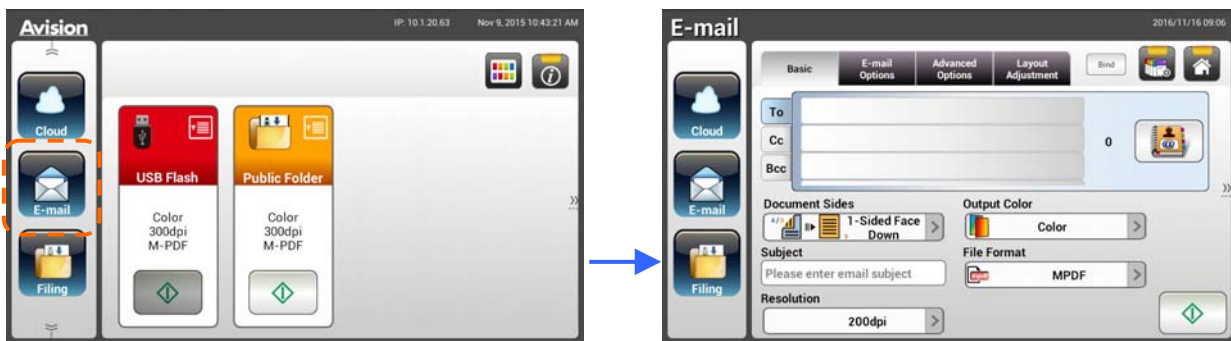 Avision
IP: 10.1.20.63
Nov 9, 2015 10:43:21 AM
Cloud
E-mail
Filing
USB Flash
Color
300dpi
M-PDF
Public Folder
Color
300dpi
M-PDF
E-mail
2016/11/16 09:06
Basic
E-mail
Options
Advanced
Options
Layout
Adjustment
Bind
Cloud
E-mail
Filing
To
Cc
Bcc
0
Document Sides
1-Sided Face
Down
Output Color
Color
Subject
Please enter email subject
File Format
MPDF
Resolution
200dpi